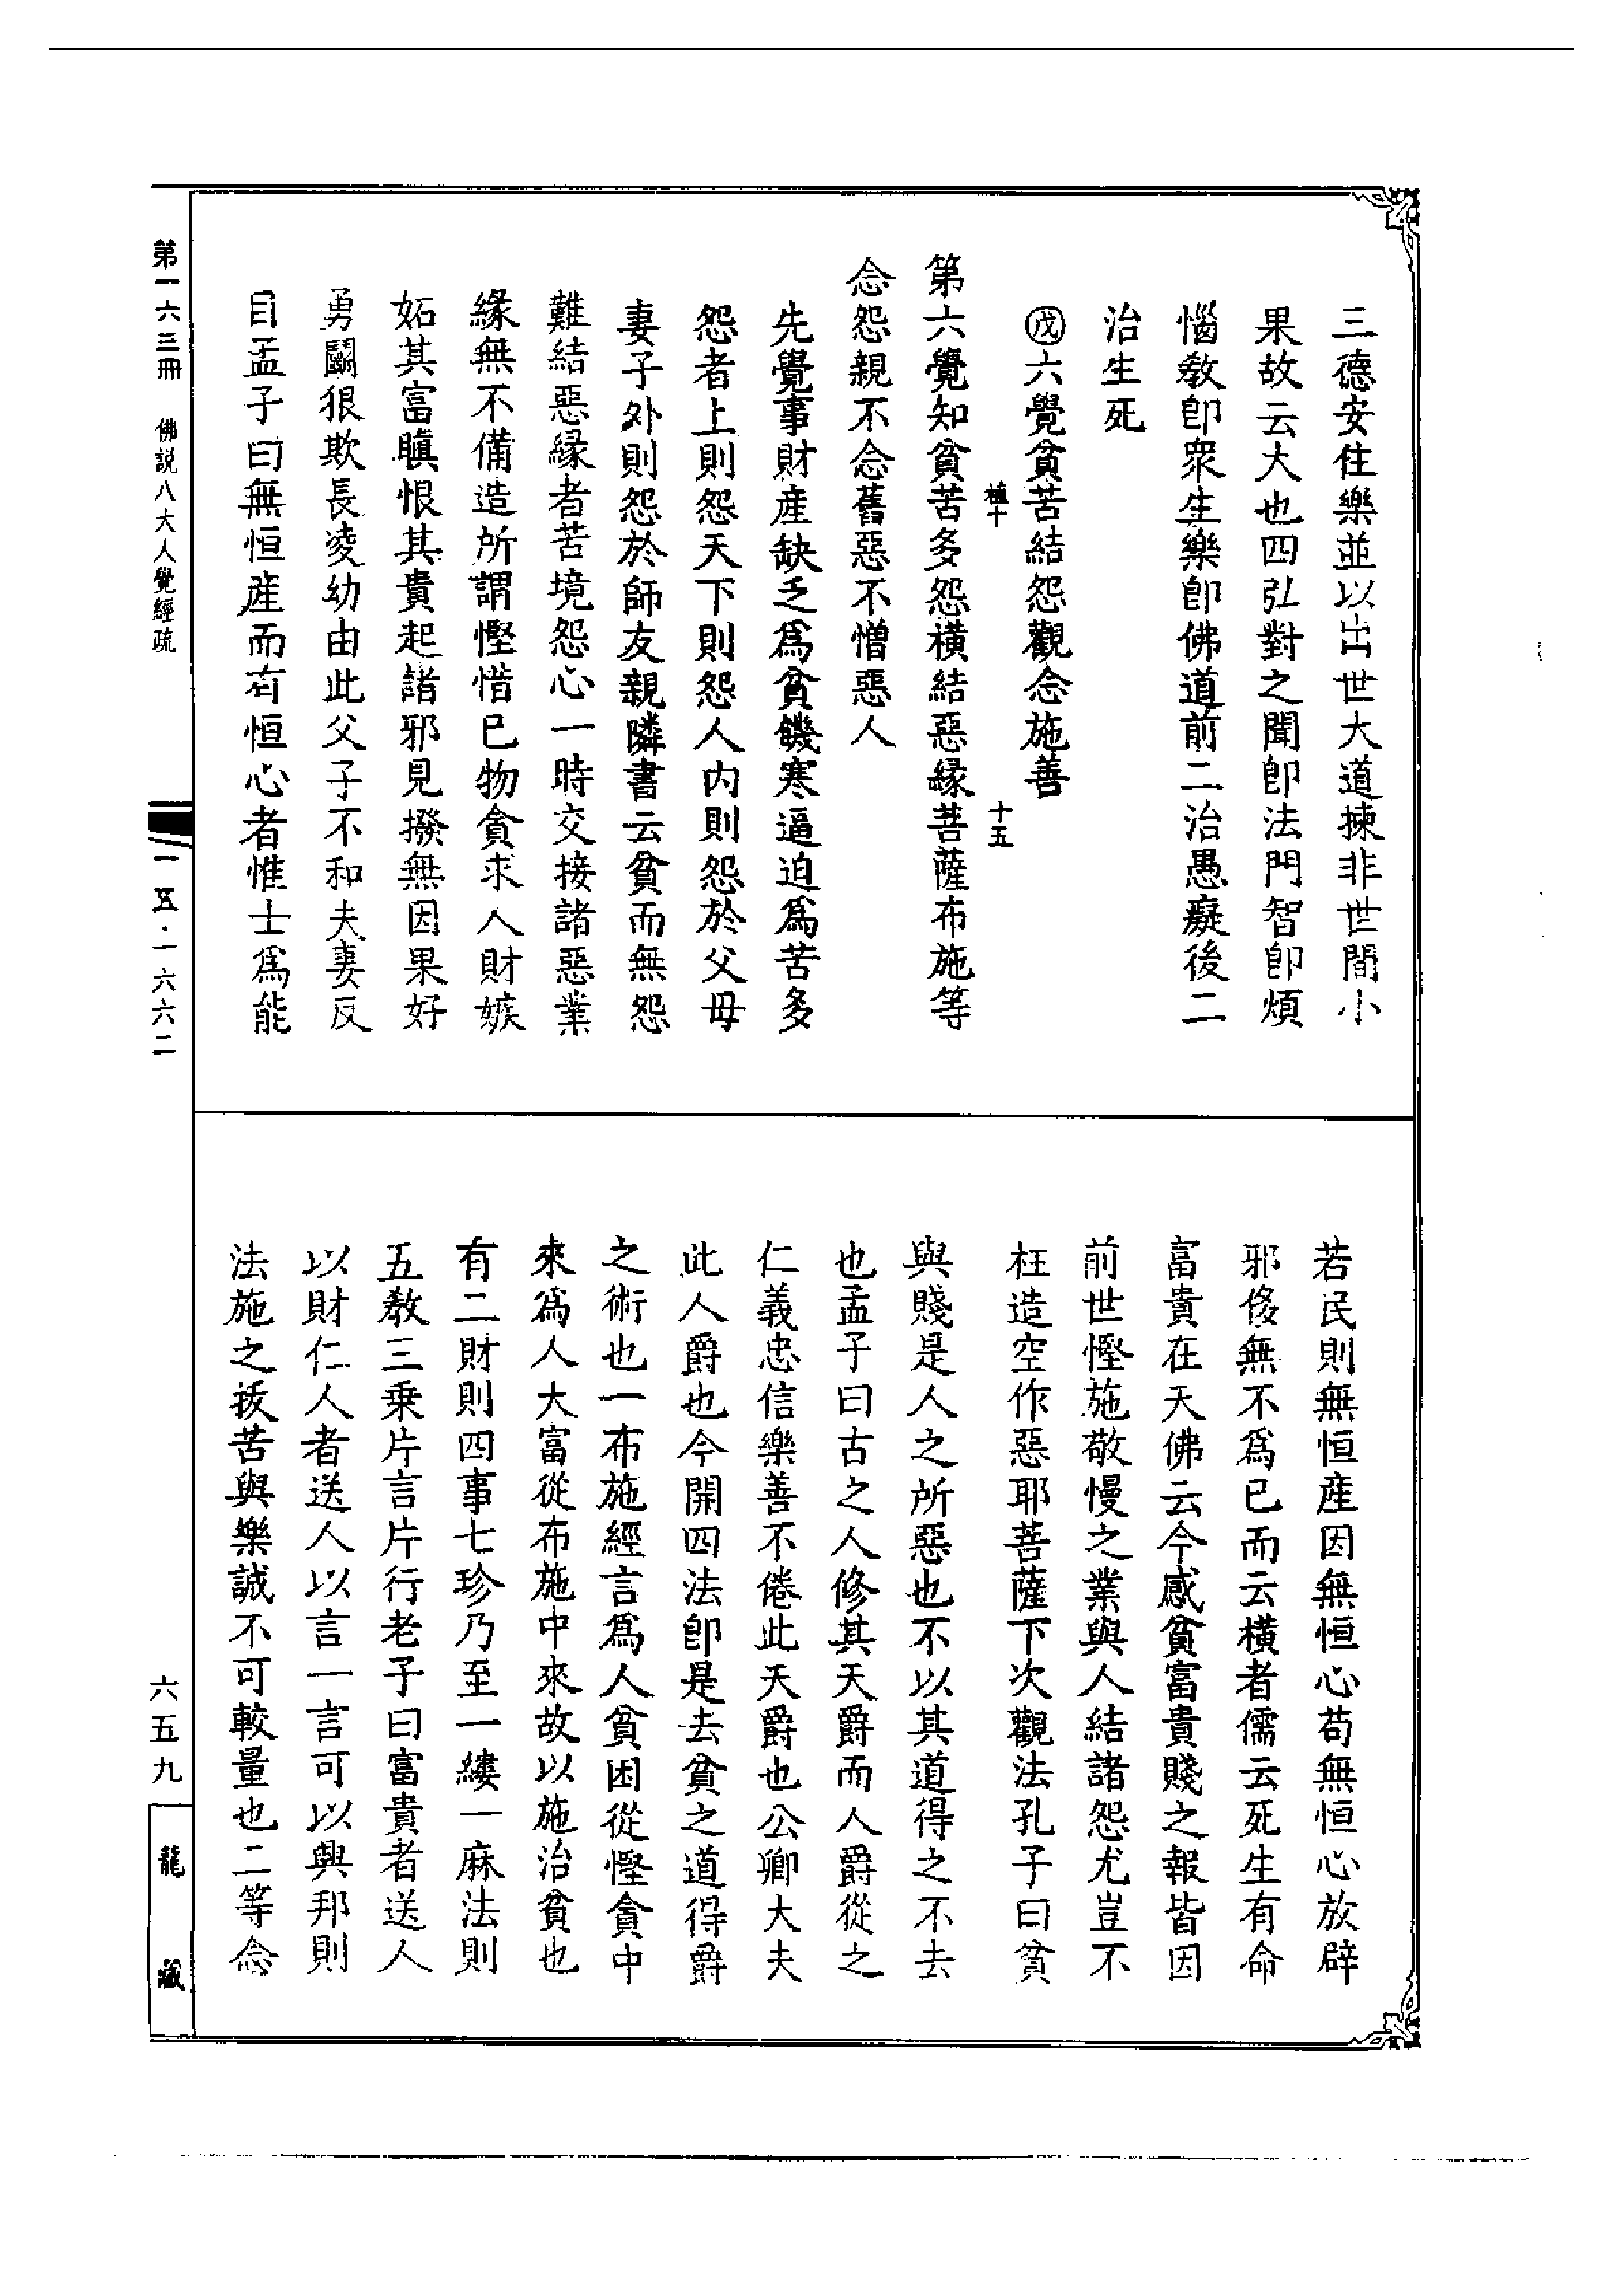 三德安住樂並以出世大道揀非世間小
果故云大也四弘對之聞卽法門智卽煩
惱敎卽衆生樂卽佛道前二治愚癡後二
治生死
㊅六覺貧苦結怨觀念施善
植十
十五
第六覺知貧苦多怨橫結惡緣菩薩布施等
念怨親不念舊惡不憎惡人
先覺事財産缺乏爲貧饑寒逼迫爲苦多
怨者上則怨天下則怨人内則怨於父母
妻子外則怨於師友親隣書云貧而無怨
難結惡緣者苦境怨心一時交接諸惡業
緣無不備造所謂慳惜已物貪求人財嫉
妬其富瞋恨其貴起諸邪見撥無因果好
勇鬭狠欺長凌幼由此父子不和夫妻反
目孟子曰無恒産而有恒心者惟士爲能
若民則無恒産因無恒心苟無恒心放辟
邪侈無不爲已而云橫者儒云死生有命
富貴在天佛云今感貧富貴賤之報皆因
前世慳施敬慢之業與人結諸怨尤豈不
枉造空作惡耶菩薩下次觀法孔子曰貧
與賤是人之所惡也不以其道得之不去
也孟子曰古之人修其天爵而人爵從之
仁義忠信樂善不倦此天爵也公卿大夫
此人爵也今開四法卽是去貧之道得爵
之術也一布施經言爲人貧困從慳貪中
來爲人大富從布施中來故以施治貧也
有二財則四事七珍乃至一縷一麻法則
五敎三乗片言片行老子曰富貴者送人
以財仁人者送人以言一言可以興邦則
法施之拔苦與樂誠不可較量也二等念
第一六三冊　佛説八大人覺經疏
一五·一六六二
六五九
龍藏